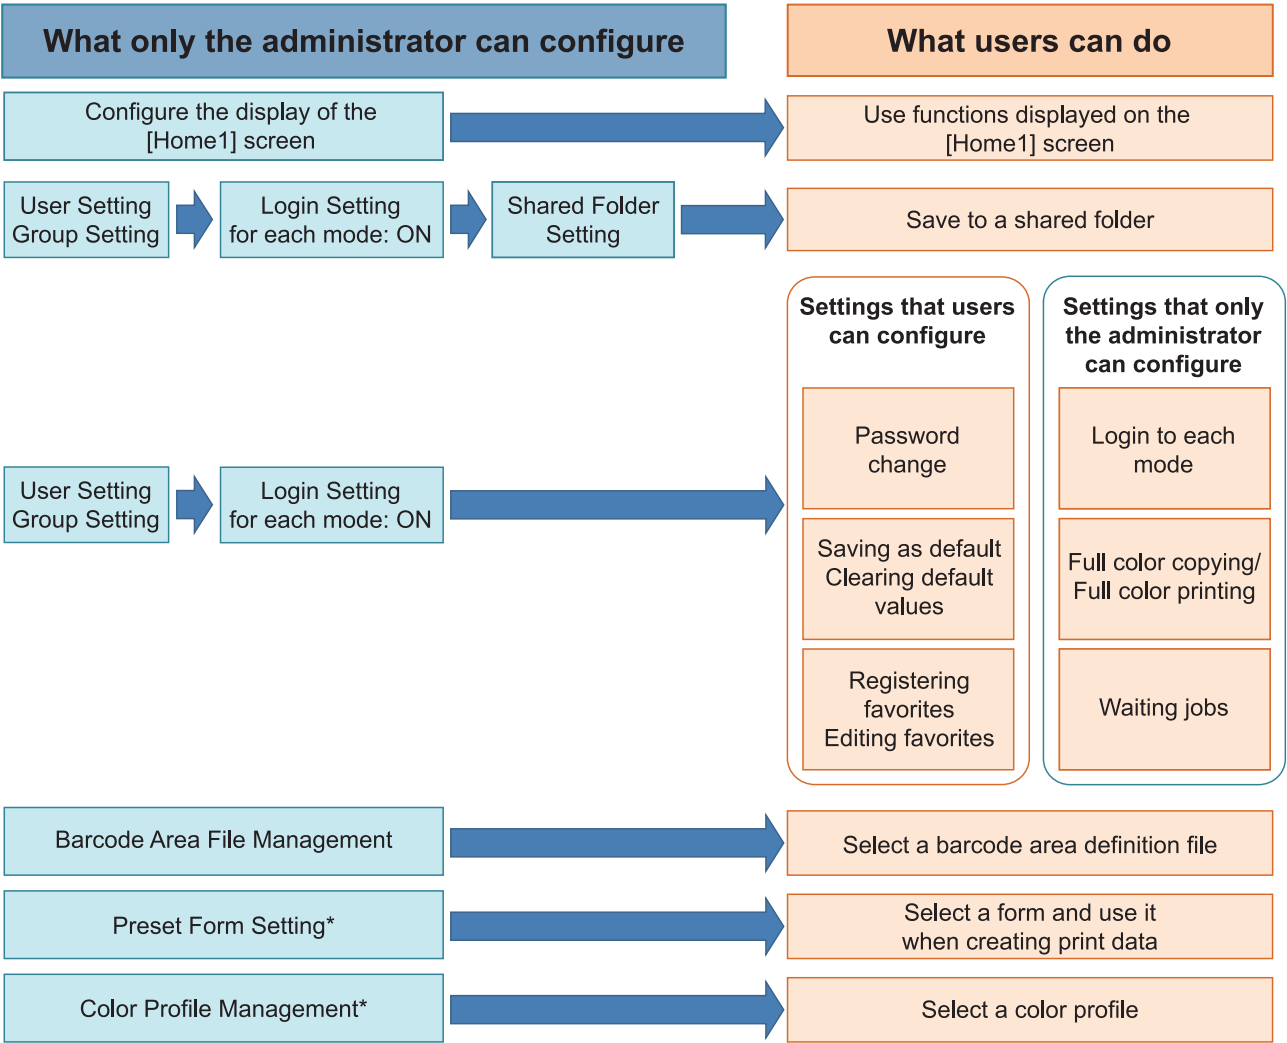 What only the administrator can configure
What users can do
Configure the display of the
[Home1] screen
Use functions displayed on the
[Home1] screen
User Setting
Group Setting
Login Setting
for each mode: ON
Shared Folder
Setting
Save to a shared folder
Settings that users
can configure
Settings that only
the administrator
can configure
User Setting
Group Setting
Login Setting
for each mode: ON
Password
change
Login to each
mode
Saving as default
Clearing default
values
Full color copying/
Full color printing
Registering
favorites
Editing favorites
Waiting jobs
Barcode Area File Management
Select a barcode area definition file
Preset Form Setting*
Select a form and use it
when creating print data
Color Profile Management*
Select a color profile